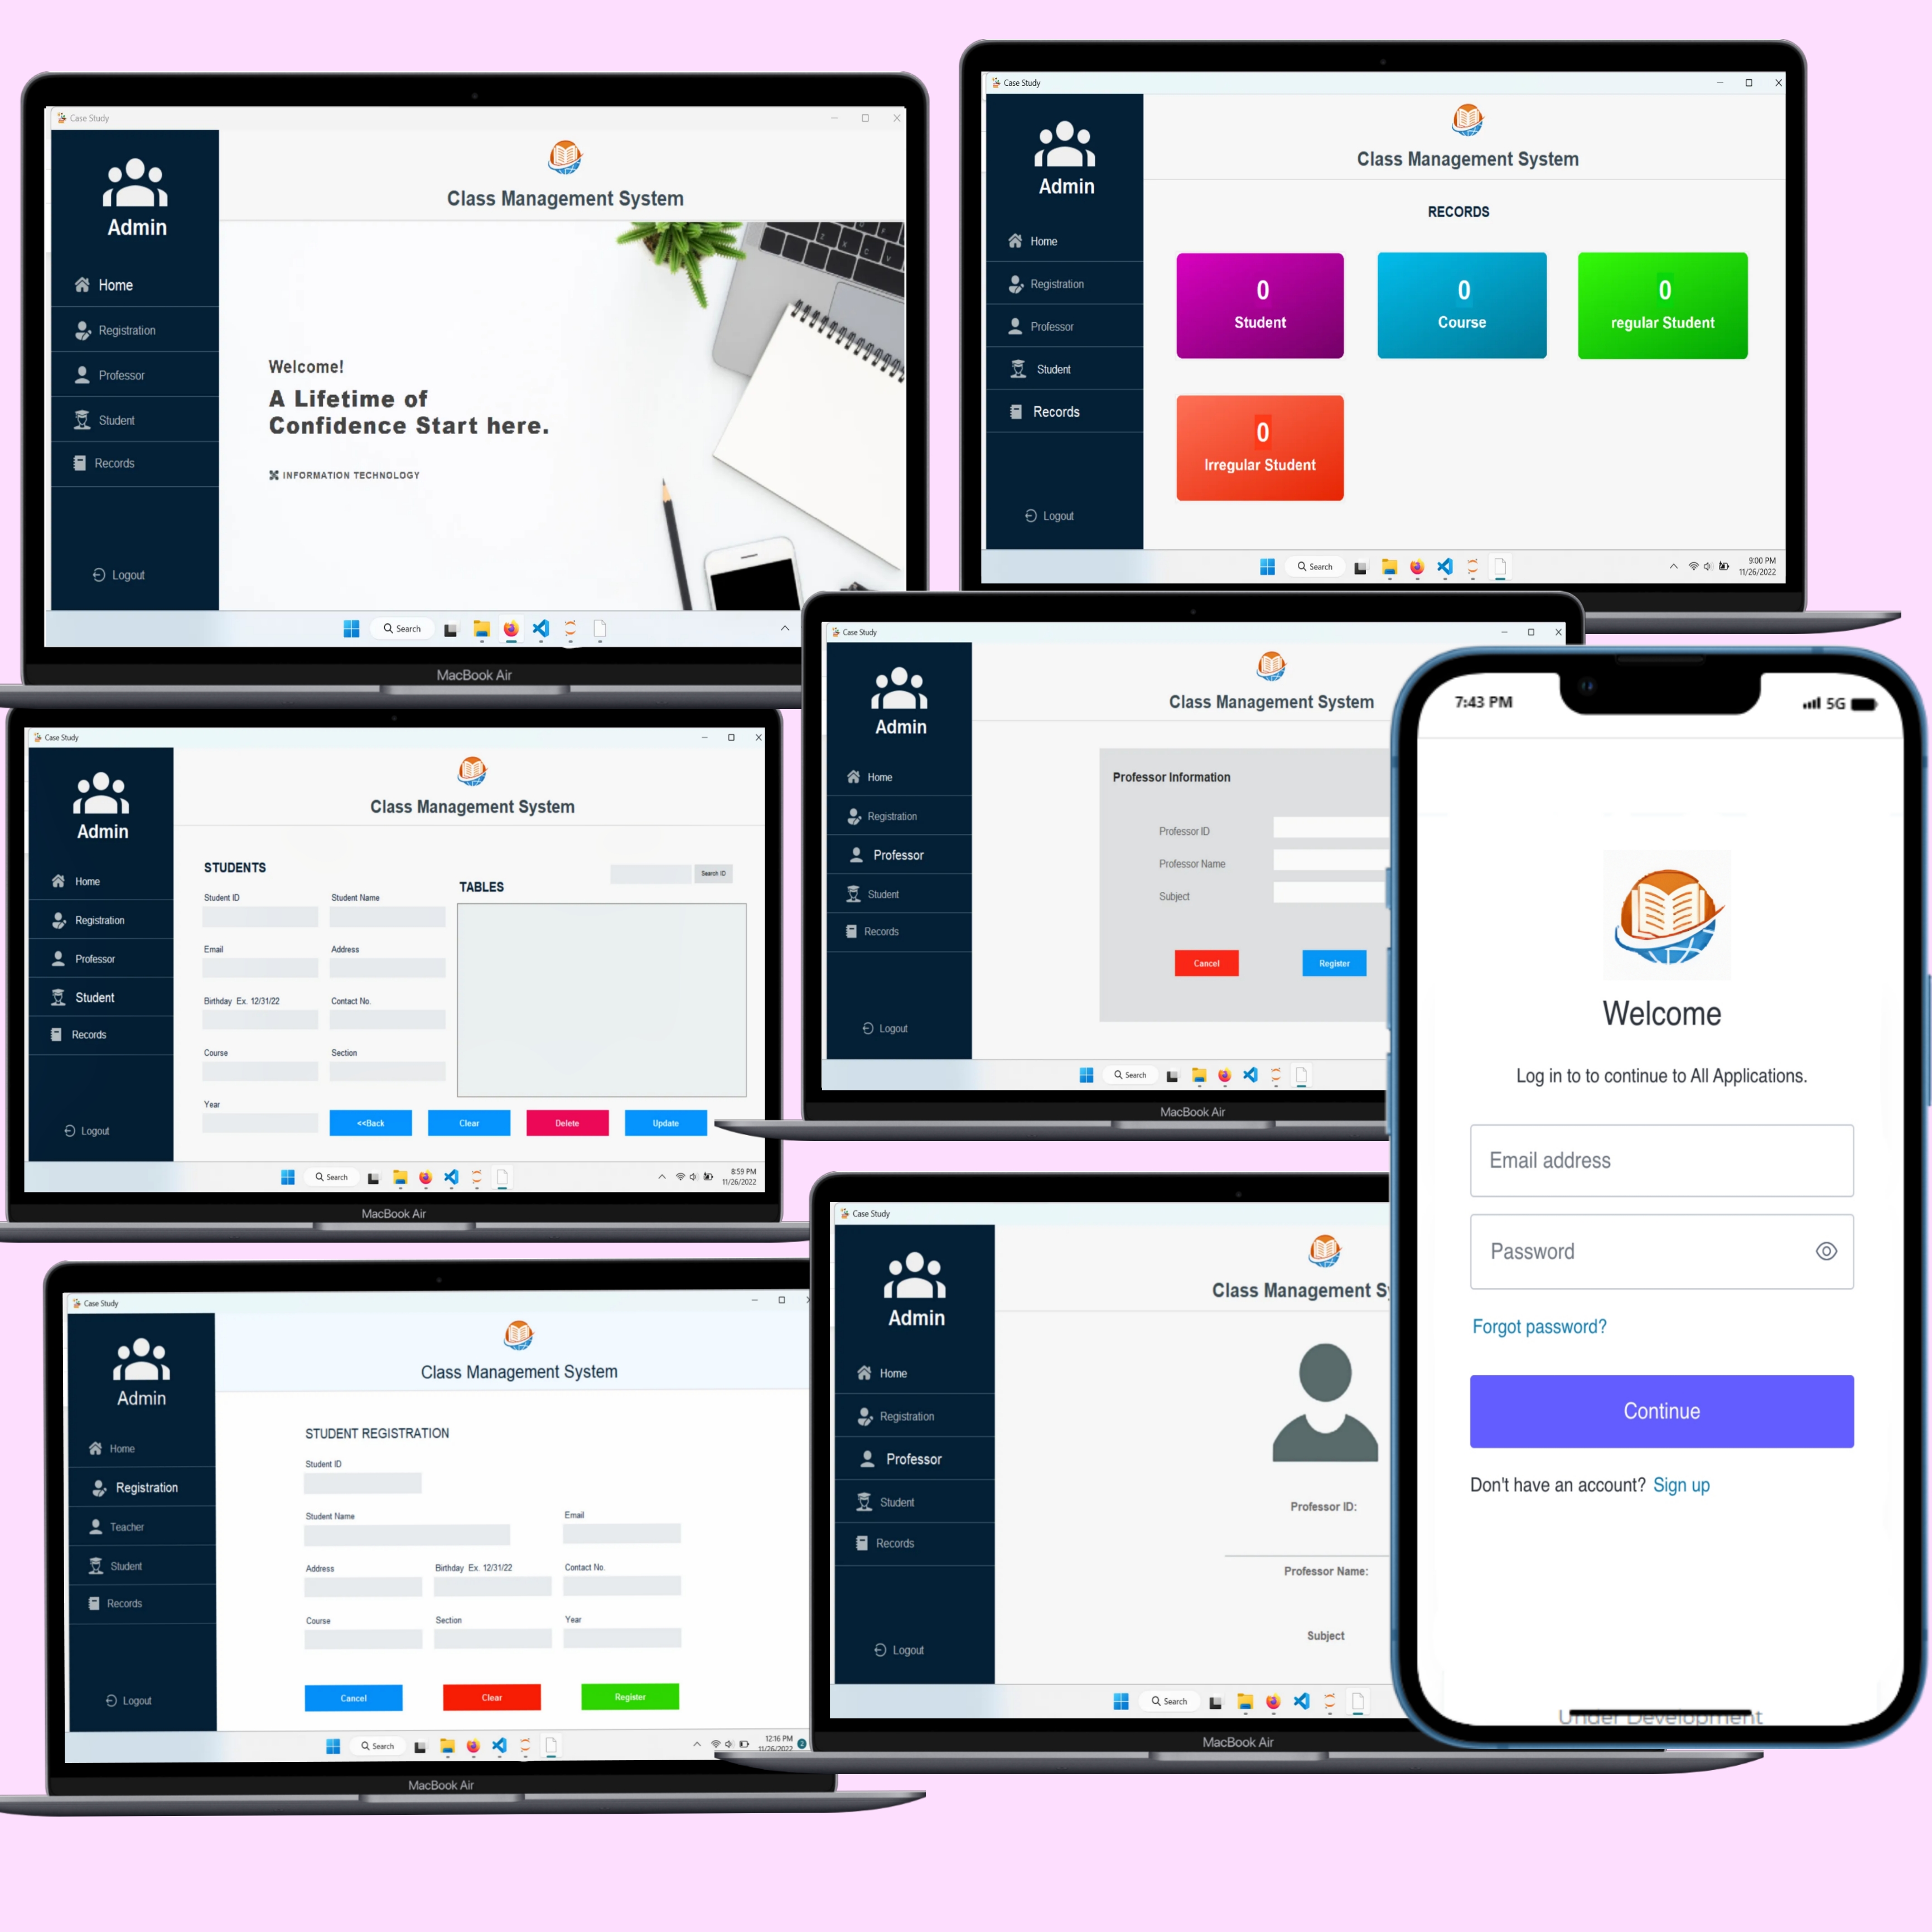 Case Study
Admin
Home
Registration
Professor
Student
Records
Logout
Class Management System
Welcome!
A Lifetime of
Confidence Start here.
INFORMATION TECHNOLOGY
Search
MacBook Air
Case Study
Admin
Home
Registration
Professor
Student
Records
Logout
Class Management System
RECORDS
0
Student
0
Course
0
regular Student
0
Irregular Student
Search
9:00 PM
11/26/2022
Case Study
Admin
Home
Registration
Professor
Student
Records
Logout
Class Management System
STUDENTS
Student ID
Student Name
Email
Address
Birthday Ex. 12/31/22
Contact No.
Course
Section
Year
TABLES
Search ID
<<Back
Clear
Delete
Update
Search
8:59 PM
11/26/2022
MacBook Air
Case Study
Admin
Home
Registration
Professor
Student
Records
Logout
Class Management System
Professor Information
Professor ID
Professor Name
Subject
Cancel
Register
Search
MacBook Air
Case Study
Admin
Home
Registration
Teacher
Student
Records
Logout
Class Management System
STUDENT REGISTRATION
Student ID
Student Name
Email
Address
Birthday Ex. 12/31/22
Contact No.
Course
Section
Year
Cancel
Clear
Register
Search
12:16 PM
11/26/2022
2
MacBook Air
Case Study
Admin
Home
Registration
Professor
Student
Records
Logout
Class Management S
Professor ID:
Professor Name:
Subject
Search
MacBook Air
7:43 PM
5G
Welcome
Log in to to continue to All Applications.
Email address
Password
Forgot password?
Continue
Don't have an account? Sign up
Under Development